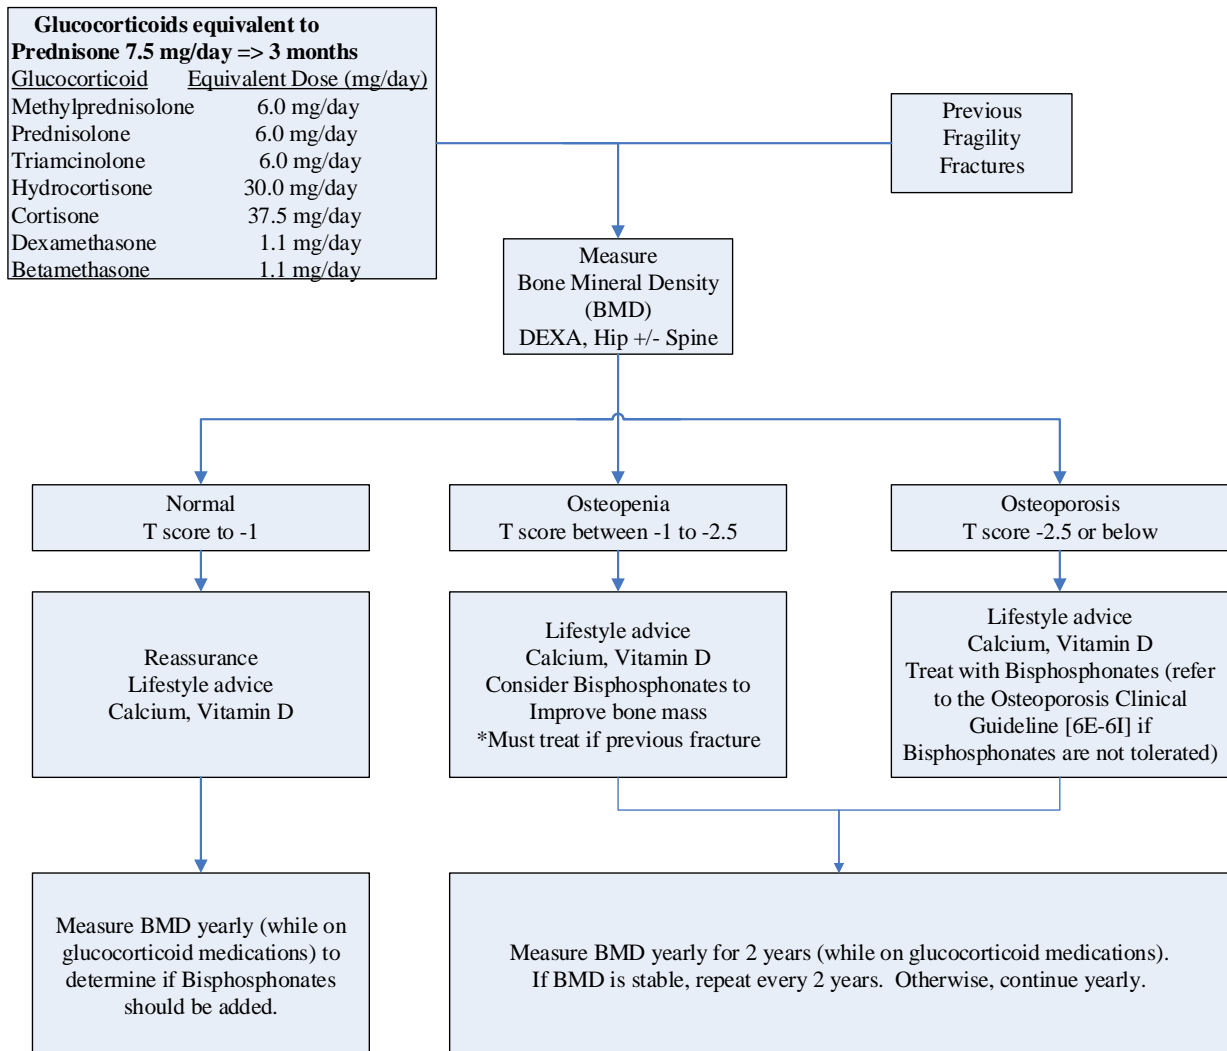 Glucocorticoids equivalent to
Prednisone 7.5 mg/day => 3 months
Glucocorticoid Equivalent Dose (mg/day)
Methylprednisolone 6.0 mg/day
Prednisolone 6.0 mg/day
Triamcinolone 6.0 mg/day
Hydrocortisone 30.0 mg/day
Cortisone 37.5 mg/day
Dexamethasone 1.1 mg/day
Betamethasone 1.1 mg/day
Previous
Fragility
Fractures
Measure
Bone Mineral Density
(BMD)
DEXA, Hip +/- Spine
Normal
T score to -1
Osteopenia
T score between -1 to -2.5
Osteoporosis
T score -2.5 or below
Reassurance
Lifestyle advice
Calcium, Vitamin D
Lifestyle advice
Calcium, Vitamin D
Consider Bisphosphonates to
Improve bone mass
*Must treat if previous fracture
Lifestyle advice
Calcium, Vitamin D
Treat with Bisphosphonates (refer
to the Osteoporosis Clinical
Guideline [6E-6I] if
Bisphosphonates are not tolerated)
Measure BMD yearly (while on
glucocorticoid medications) to
determine if Bisphosphonates
should be added.
Measure BMD yearly for 2 years (while on glucocorticoid medications).
If BMD is stable, repeat every 2 years.  Otherwise, continue yearly.